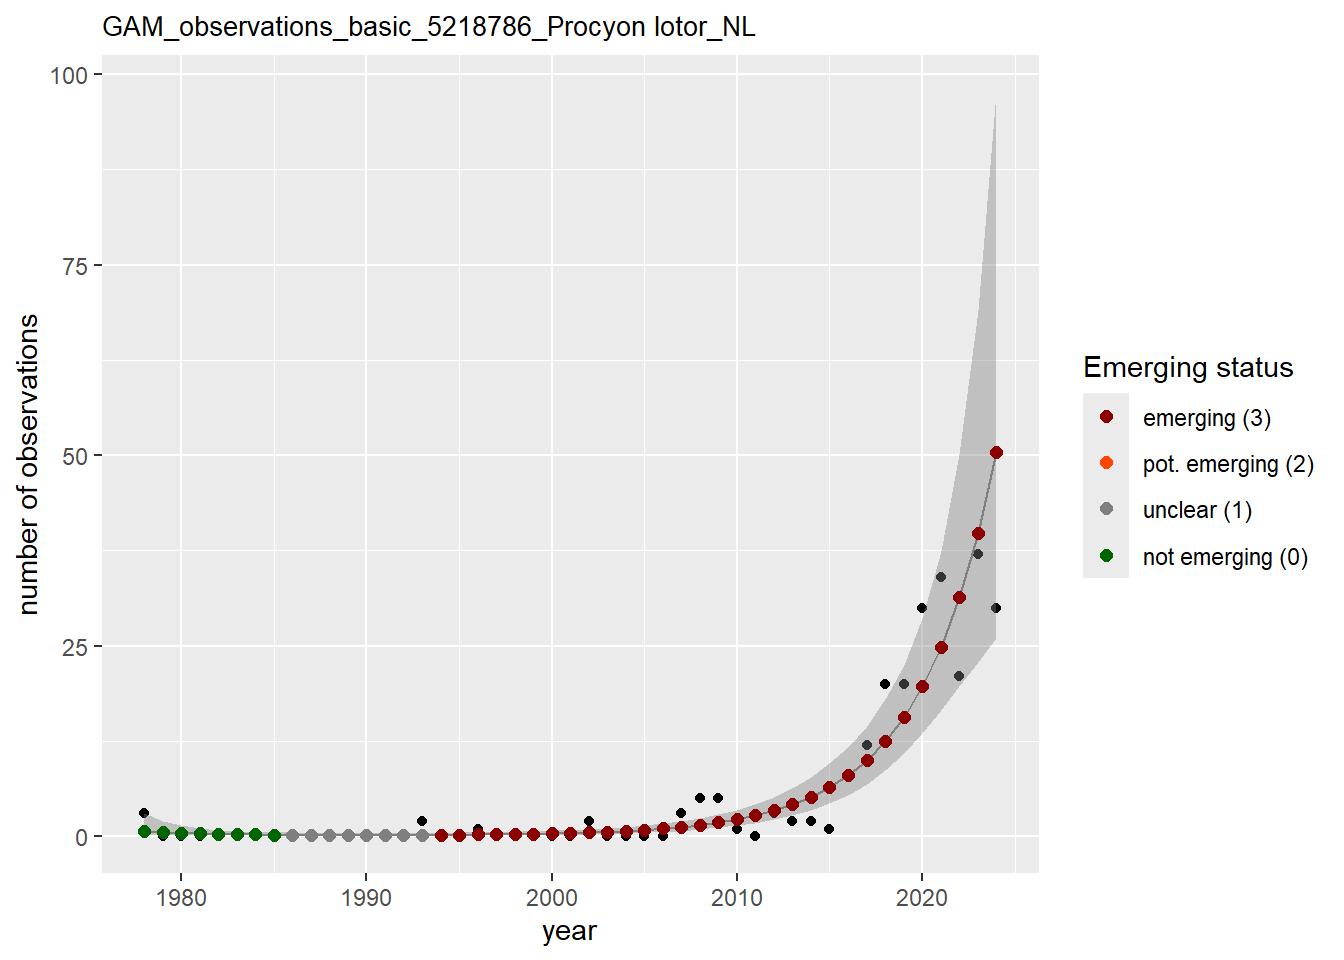 GAM_observations_basic_5218786_Procyon lotor_NL
100
75
50
25
0
number of observations
1980
1990
2000
2010
2020
year
Emerging status
emerging (3)
pot. emerging (2)
unclear (1)
not emerging (0)